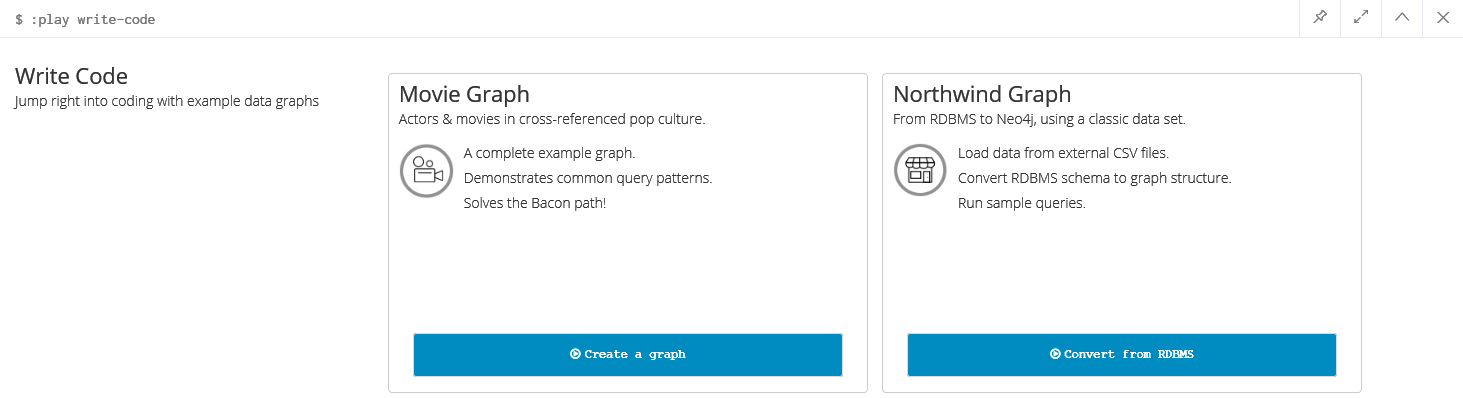 $ :play write-code
Write Code
Jump right into coding with example data graphs
Movie Graph
Actors & movies in cross-referenced pop culture.
A complete example graph.
Demonstrates common query patterns.
Solves the Bacon path!
Create a graph
Northwind Graph
From RDBMS to Neo4j, using a classic data set.
Load data from external CSV files.
Convert RDBMS schema to graph structure.
Run sample queries.
Convert from RDBMS